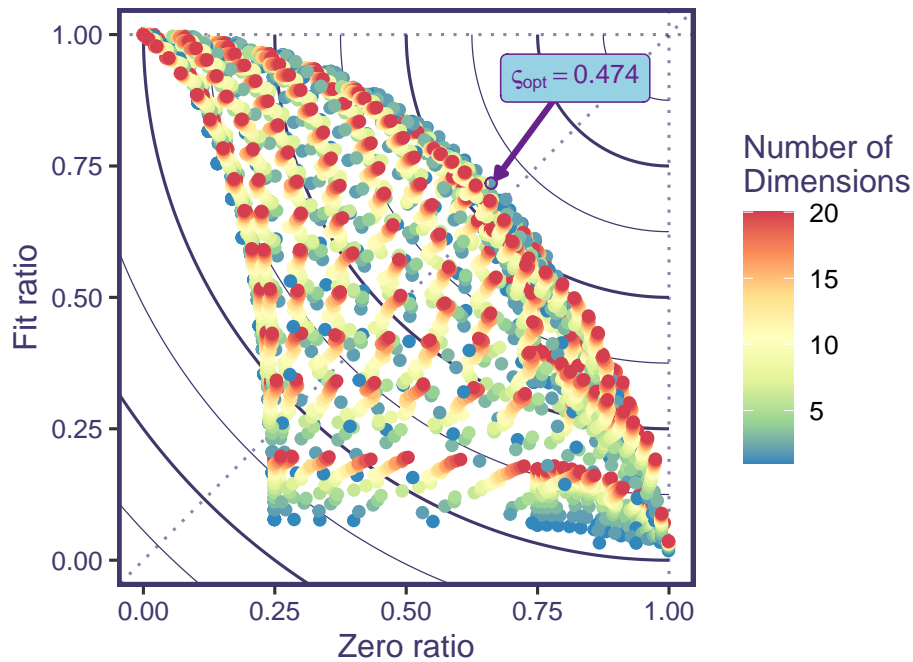 1.00
0.75
0.50
0.25
0.00
Fit ratio
ςopt = 0.474
0.00 0.25 0.50 0.75 1.00
Zero ratio
Number of
Dimensions
20
15
10
5